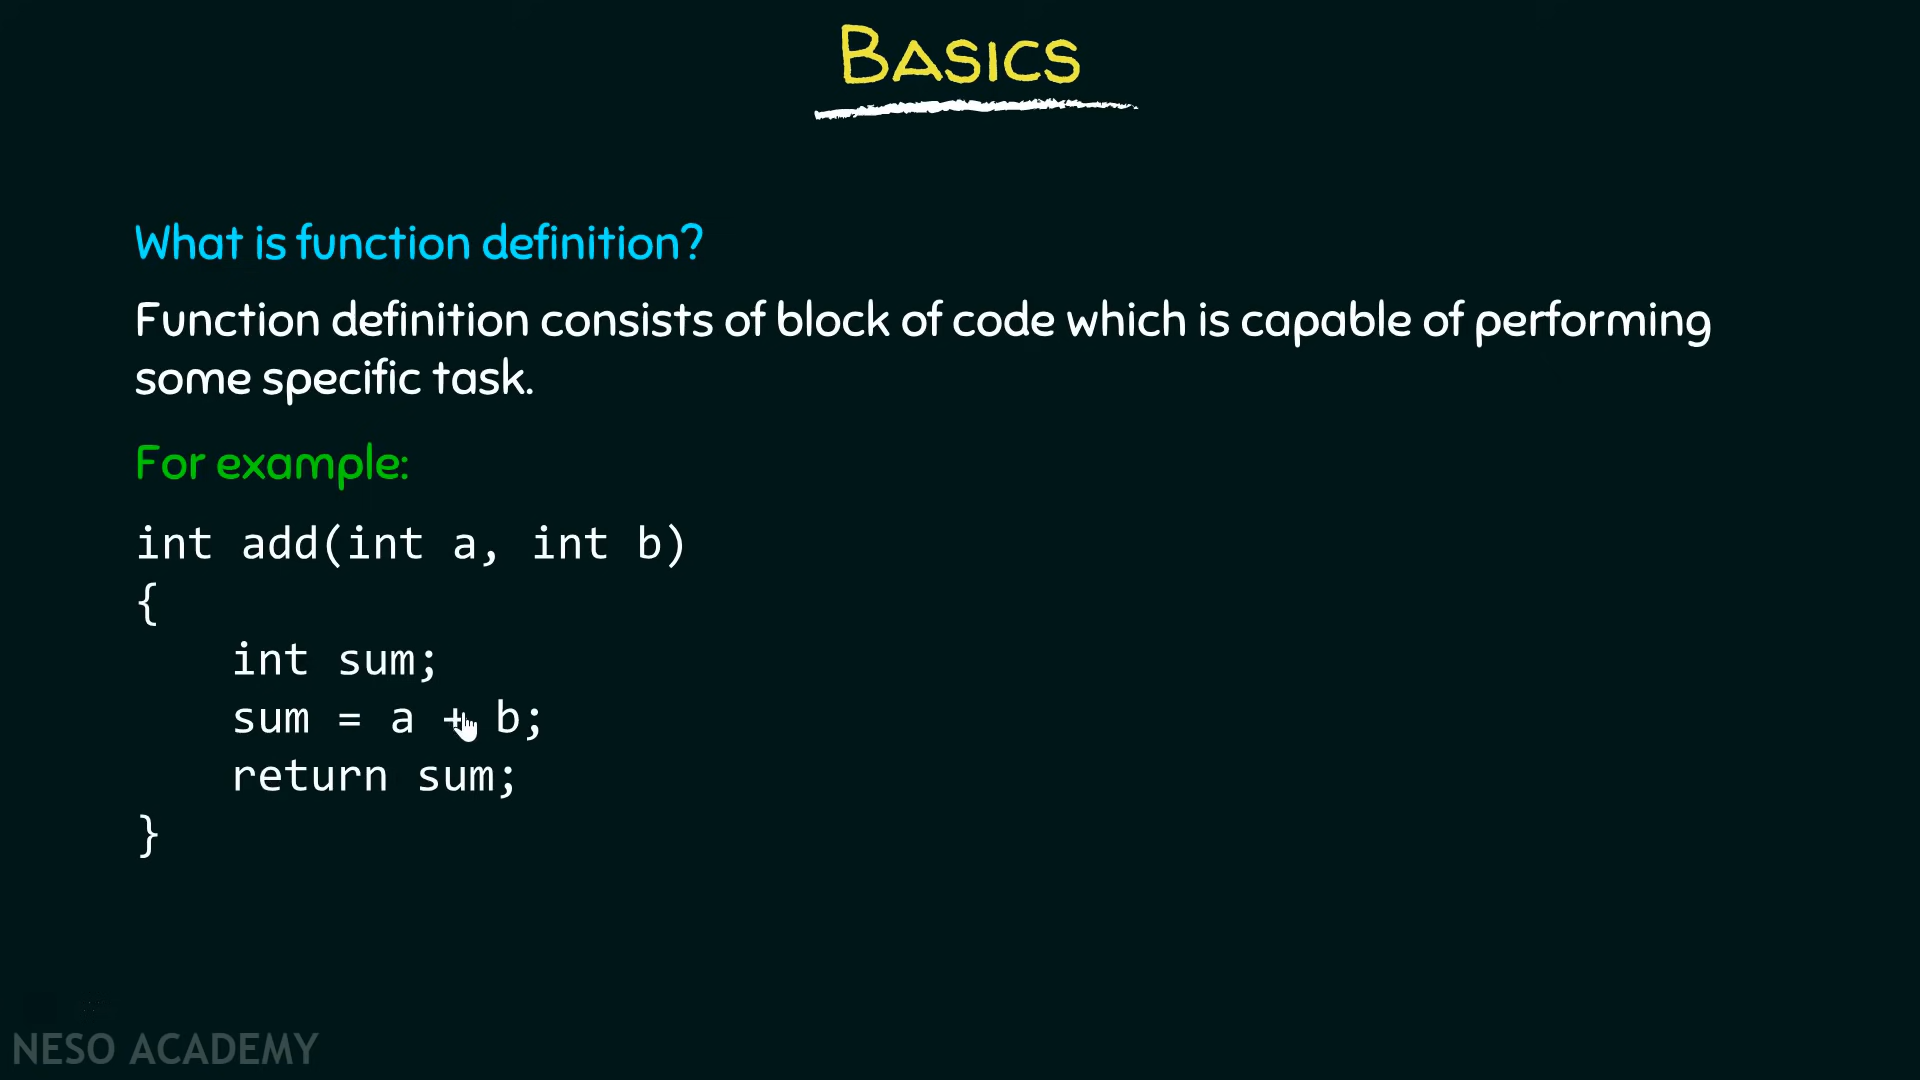 BASICS
What is function definition?
Function definition consists of block of code which is capable of performing
some specific task.
For example:
int add(int a, int b)
{
    int sum;
    sum = a + b;
    return sum;
}
NESO ACADEMY